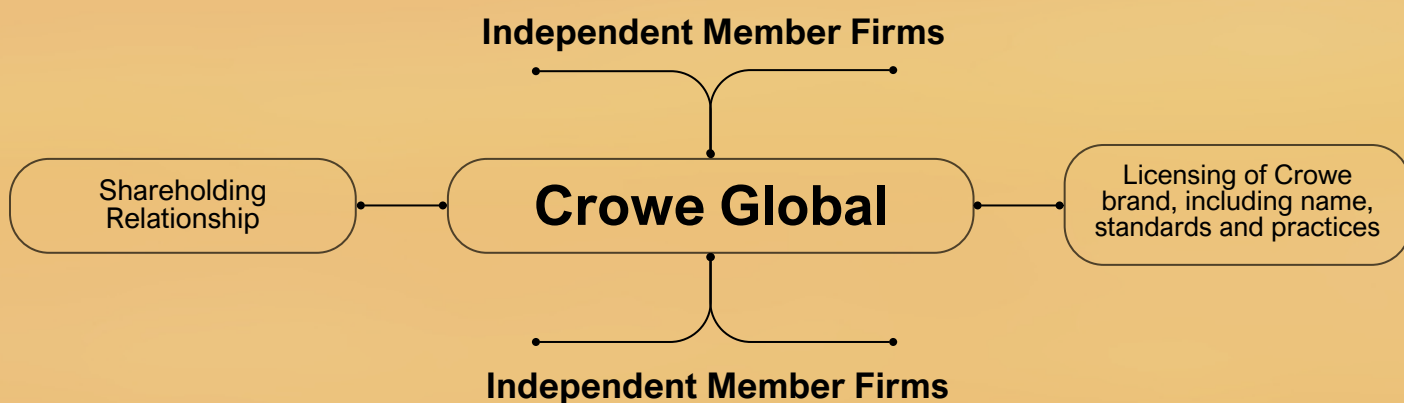 Independent Member Firms
Shareholding
Relationship
Crowe Global
Licensing of Crowe
brand, including name,
standards and practices
Independent Member Firms